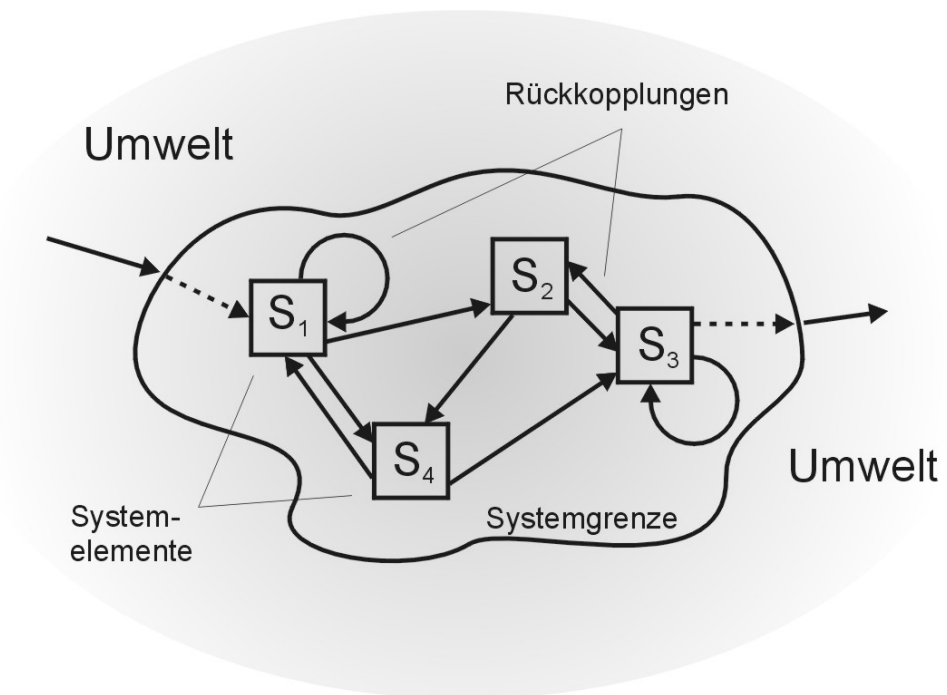 Rückkopplungen
Umwelt
S₁
S₂
S₃
S₄
Umwelt
System-
elemente
Systemgrenze